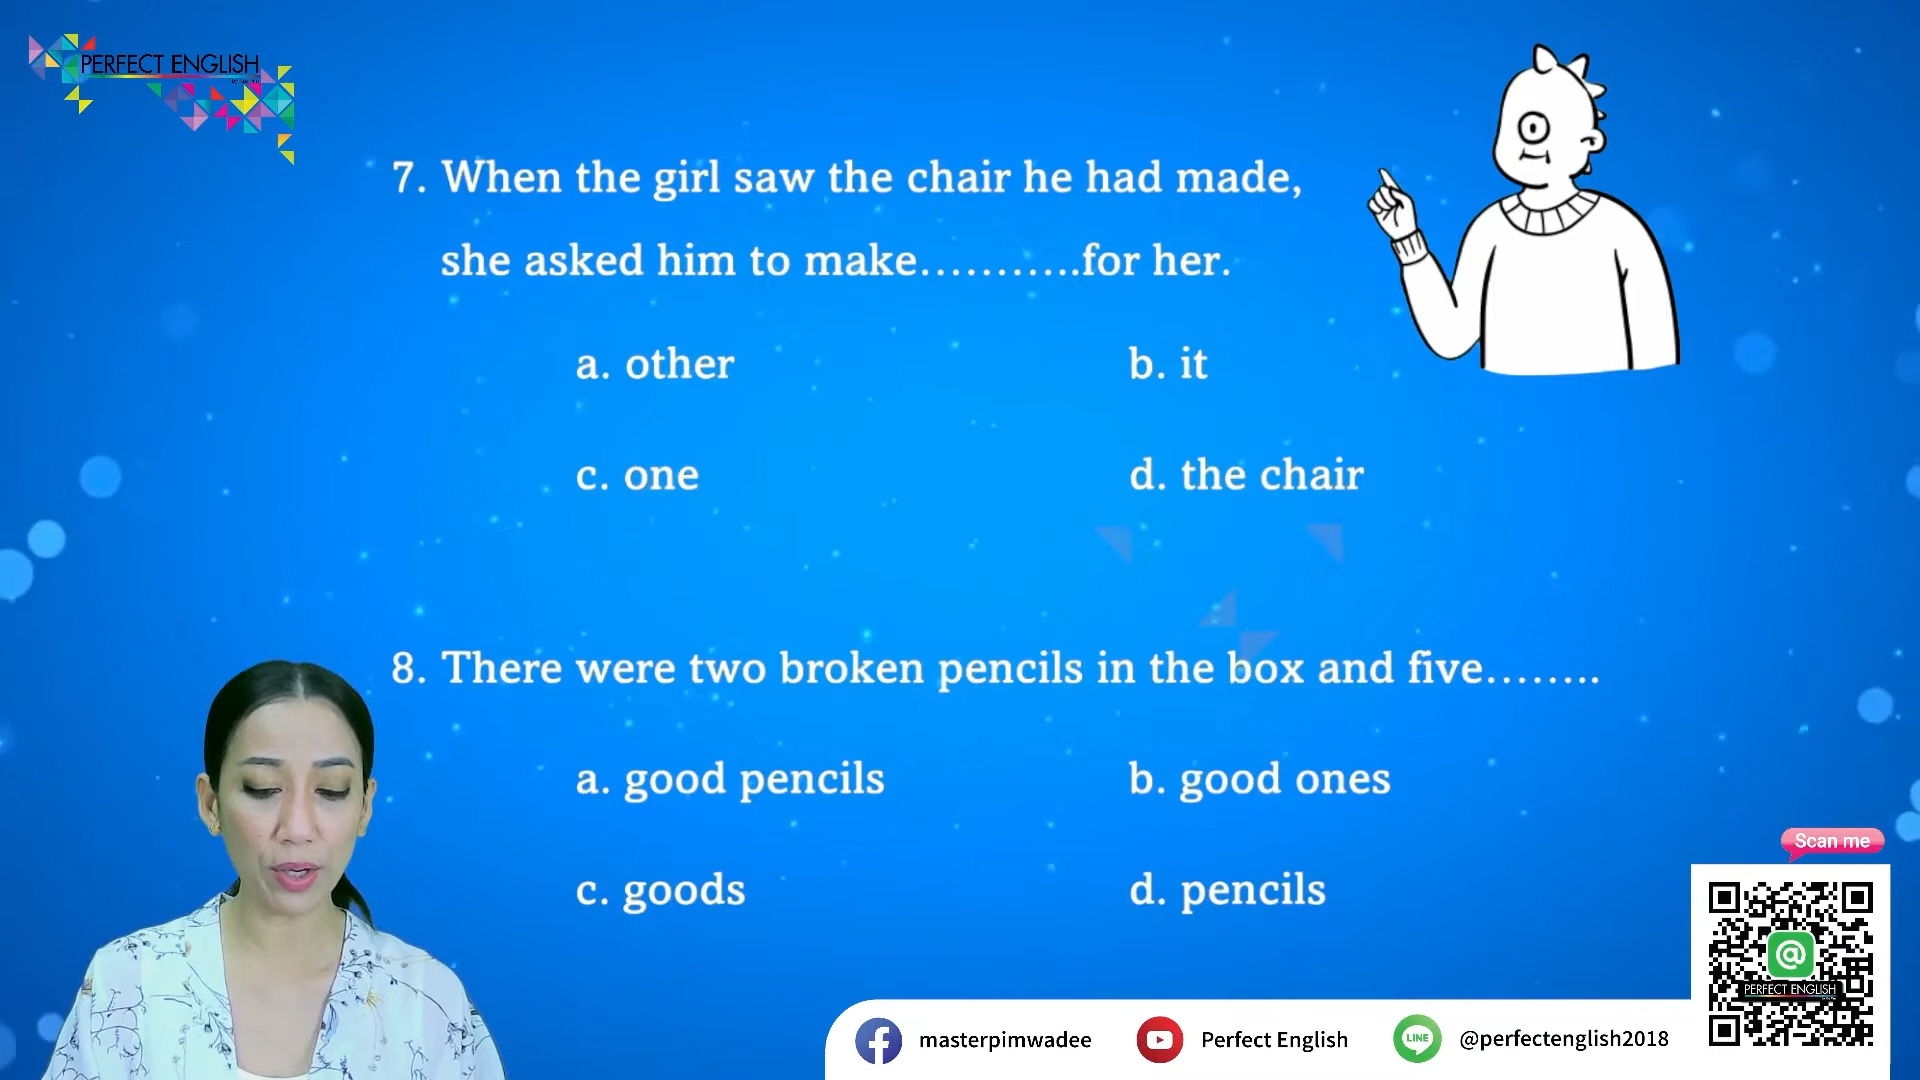 PERFECT ENGLISH
7. When the girl saw the chair he had made,
she asked him to make...........for her.
a. other
b. it
c. one
d. the chair
8. There were two broken pencils in the box and five........
a. good pencils
b. good ones
c. goods
d. pencils
Scan me
@
PERFECT ENGLISH
masterpimwadee
Perfect English
LINE
@perfectenglish2018